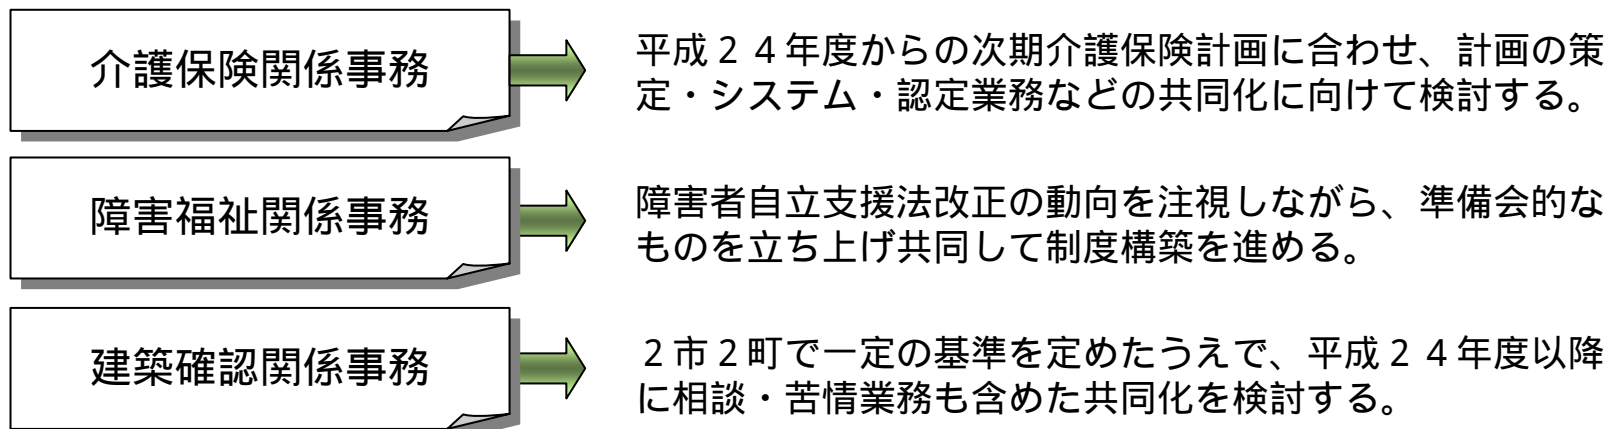 介護保険関係事務
平成２４年度からの次期介護保険計画に合わせ、計画の策
定・システム・認定業務などの共同化に向けて検討する。
障害福祉関係事務
障害者自立支援法改正の動向を注視しながら、準備会的な
ものを立ち上げ共同して制度構築を進める。
建築確認関係事務
２市２町で一定の基準を定めたうえで、平成２４年度以降
に相談・苦情業務も含めた共同化を検討する。